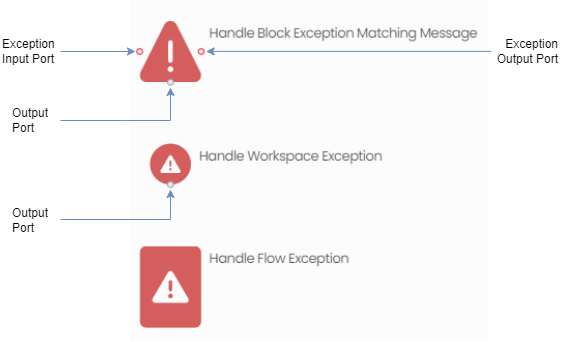 Handle Block Exception Matching Message
Exception
Input Port
Exception
Output Port
Output
Port
Handle Workspace Exception
Output
Port
Handle Flow Exception